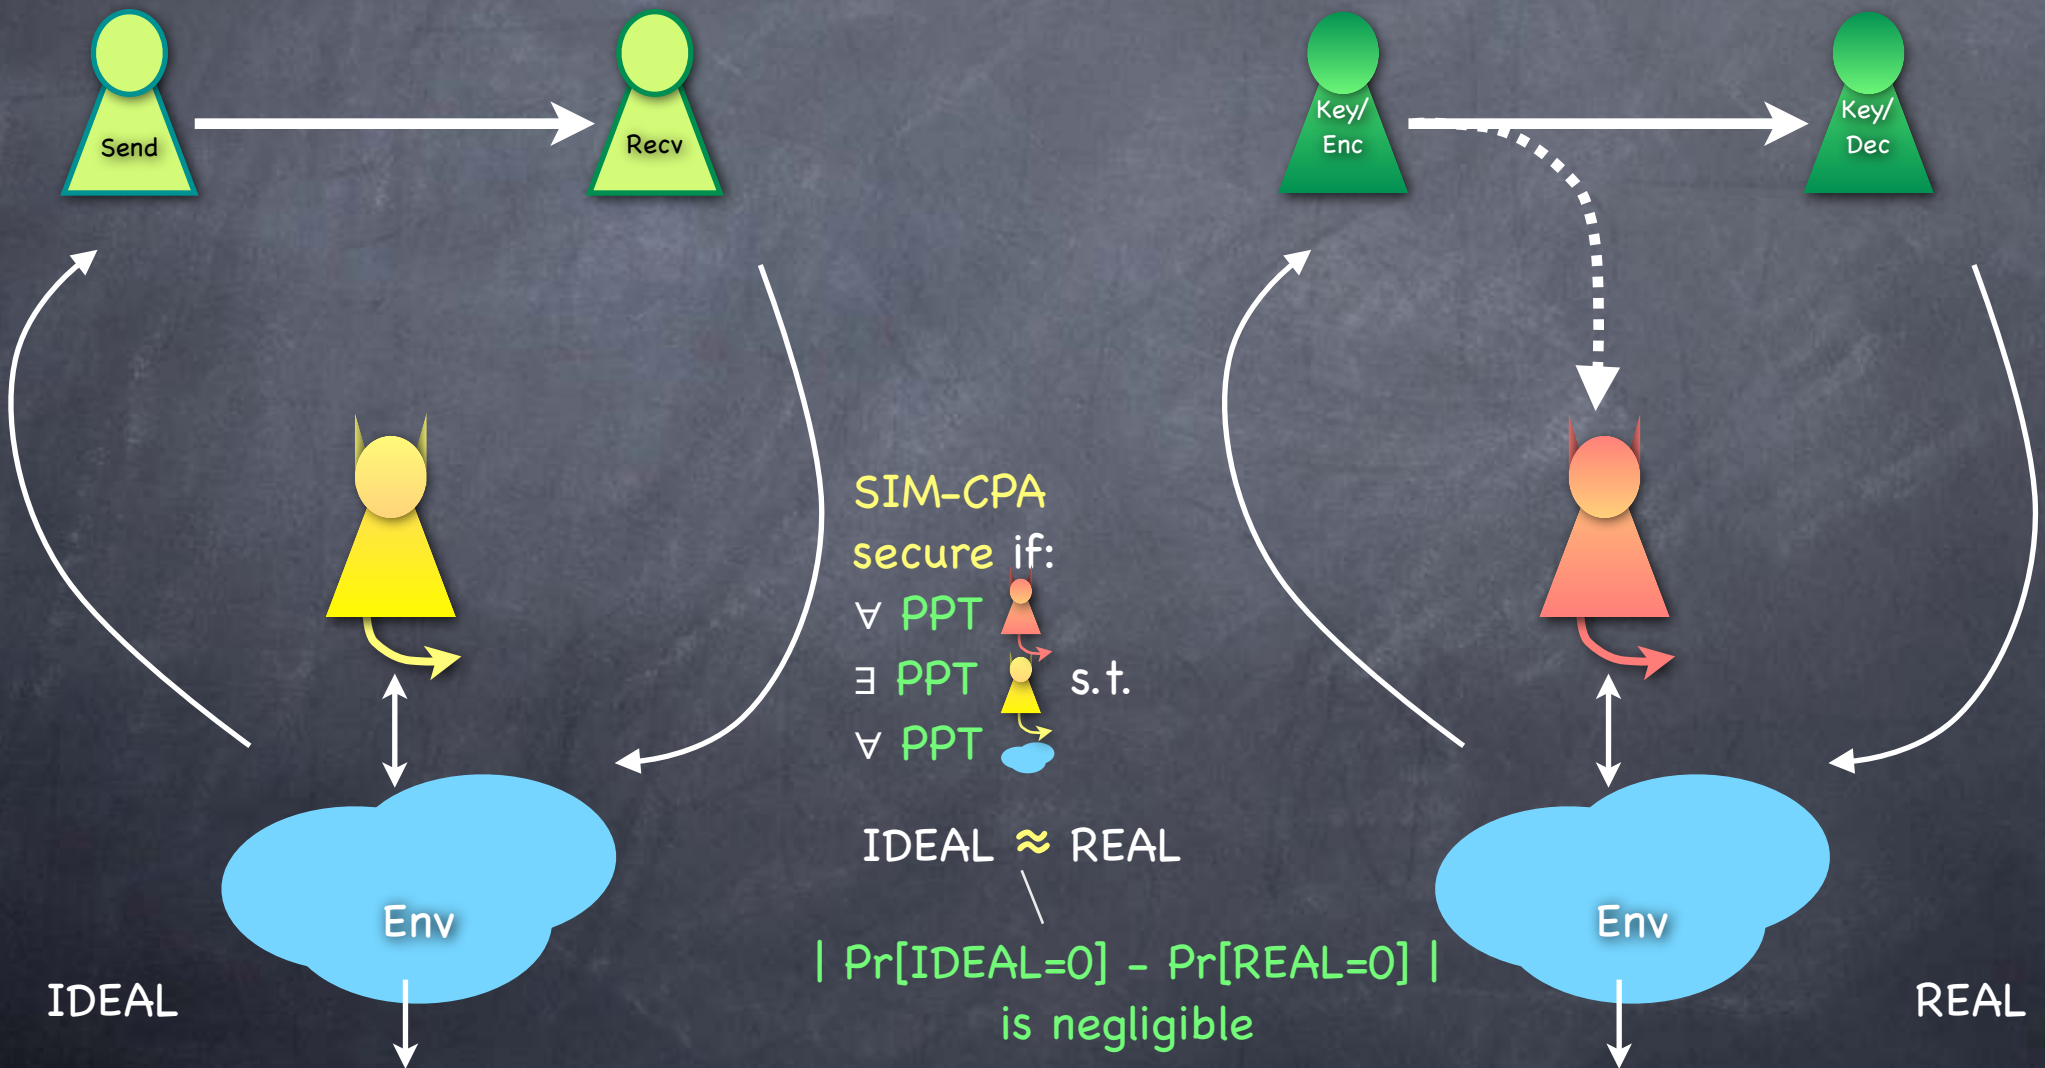 Send
Recv
Key/
Enc
Key/
Dec
SIM-CPA
secure if:
∀ PPT
∃ PPT s.t.
∀ PPT
IDEAL ≈ REAL
| Pr[IDEAL=0] - Pr[REAL=0] |
is negligible
Env
Env
IDEAL
REAL